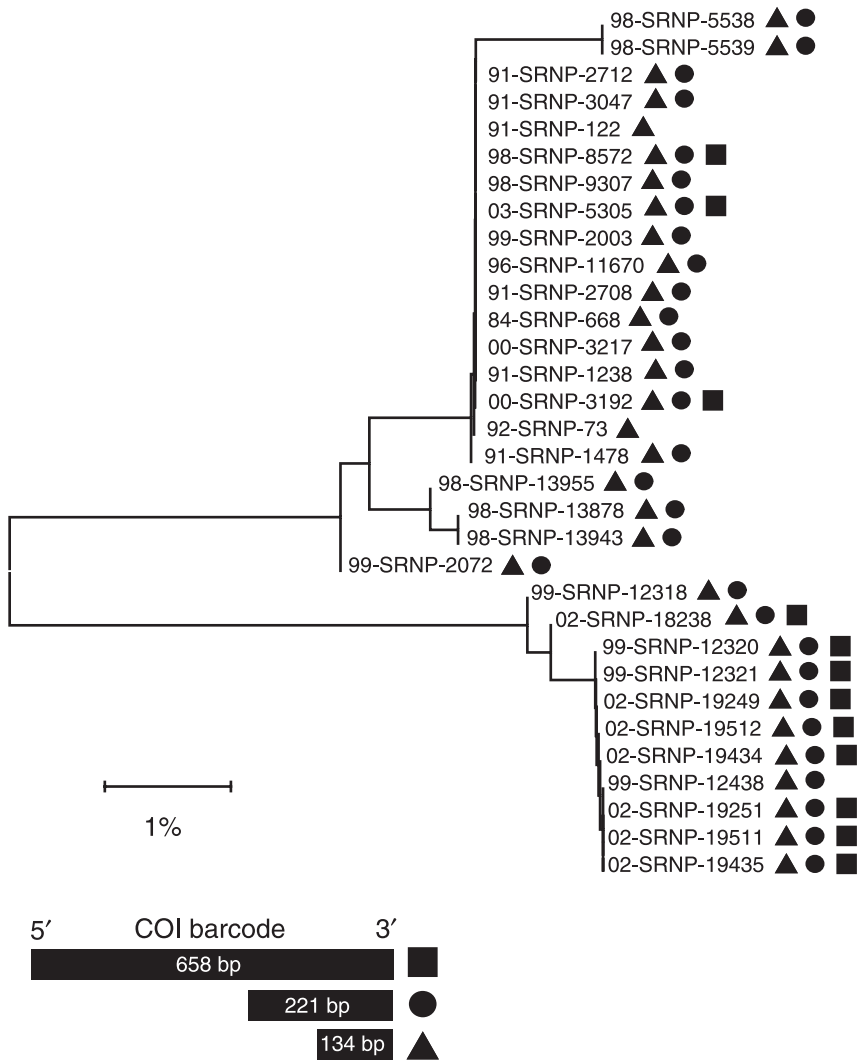 98-SRNP-5538
98-SRNP-5539
91-SRNP-2712
91-SRNP-3047
91-SRNP-122
98-SRNP-8572
98-SRNP-9307
03-SRNP-5305
99-SRNP-2003
96-SRNP-11670
91-SRNP-2708
84-SRNP-668
00-SRNP-3217
91-SRNP-1238
00-SRNP-3192
92-SRNP-73
91-SRNP-1478
98-SRNP-13955
98-SRNP-13878
98-SRNP-13943
99-SRNP-2072
99-SRNP-12318
02-SRNP-18238
99-SRNP-12320
99-SRNP-12321
02-SRNP-19249
02-SRNP-19512
02-SRNP-19434
99-SRNP-12438
02-SRNP-19251
02-SRNP-19511
02-SRNP-19435
1%
5′ COI barcode 3′
658 bp
221 bp
134 bp